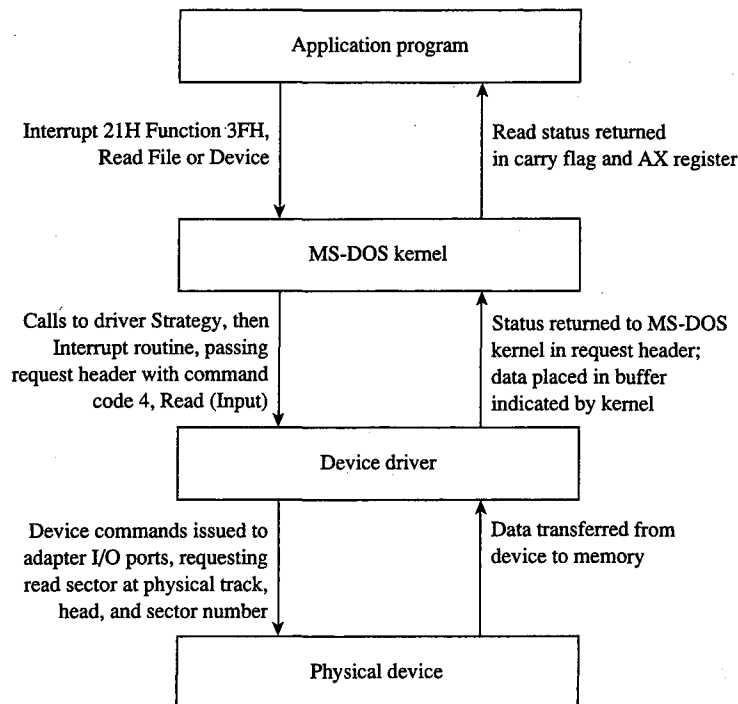 Application program
Interrupt 21H Function 3FH,
Read File or Device
Read status returned
in carry flag and AX register
MS-DOS kernel
Calls to driver Strategy, then
Interrupt routine, passing
request header with command
code 4, Read (Input)
Status returned to MS-DOS
kernel in request header;
data placed in buffer
indicated by kernel
Device driver
Device commands issued to
adapter I/O ports, requesting
read sector at physical track,
head, and sector number
Data transferred from
device to memory
Physical device